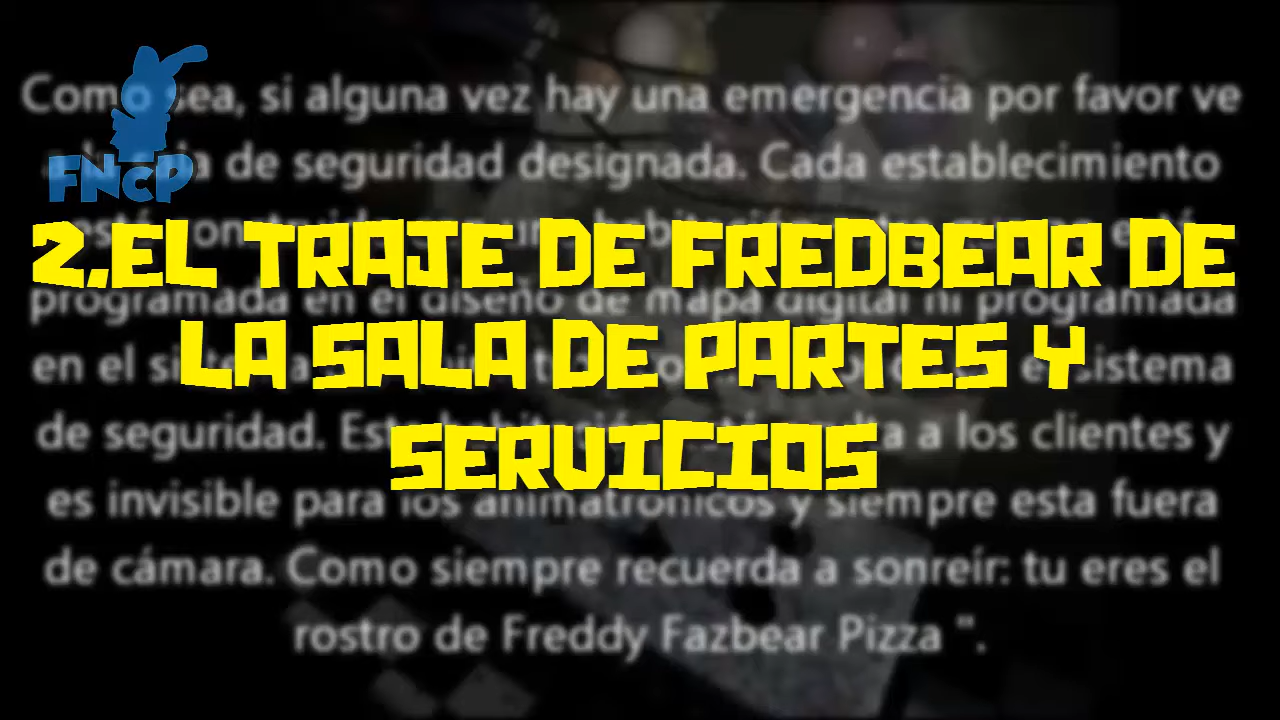 Como sea, si alguna vez hay una emergencia por favor ve
de seguridad designada. Cada establecimiento
FNcP
2,EL TRAJE DE FREDBEAR DE
programada en el diseño de mapa digital ni programada
LA SALA DE PARTES Y
en el
de seguridad. a los clientes y
SERVICIOS
es invisible para los animatronicos y siempre esta fuera
de cámara. Como siempre recuerda a sonreír: tu eres el
rostro de Freddy Fazbear Pizza ".